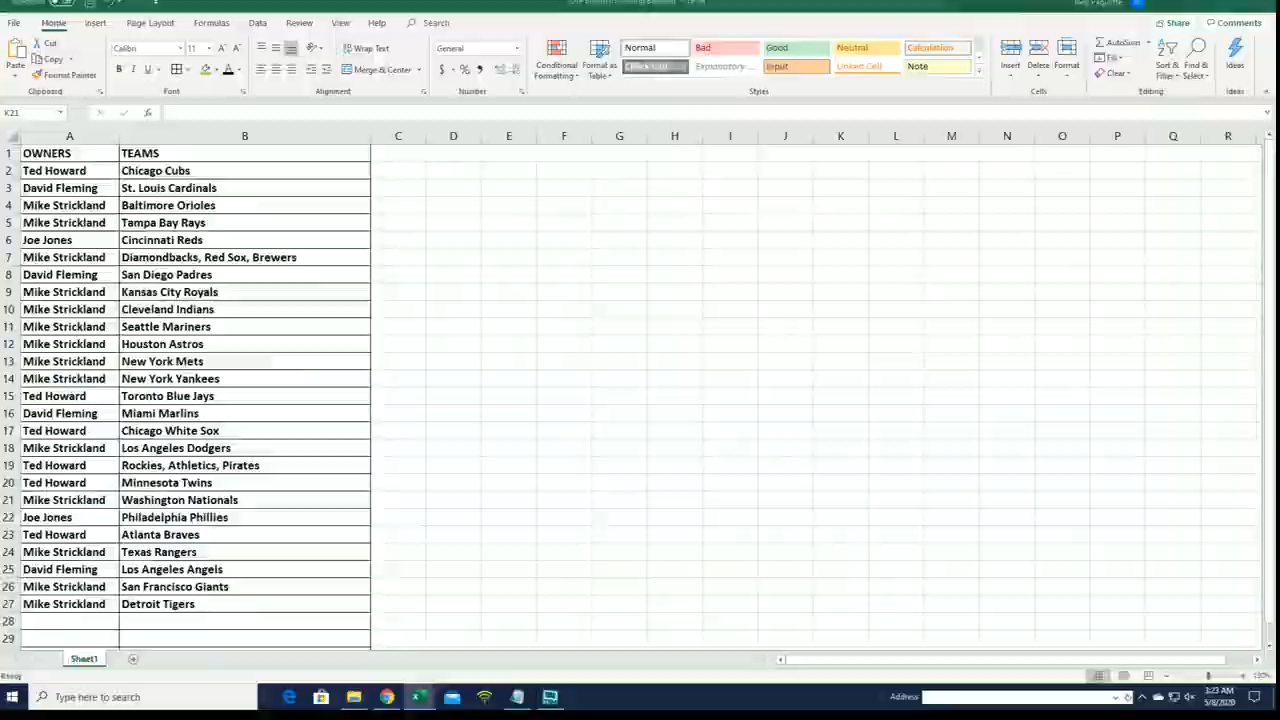 File Home Insert Page Layout Formulas Data Review View Help Search Share Comments
Cut
Copy
Format Painter
Paste
Calibri 11
Wrap Text
Merge & Center
General
Conditional Formatting
Format as Table
Normal Bad Good Neutral Calculation
Explanatory... Input Linked Cell Note
Insert Delete Format
AutoSum
Fill
Clear
Sort & Filter
Find & Select
Ideas
Clipboard Font Alignment Number Styles Cells Editing Ideas
K21
A B C D E F G H I J K L M N O P Q R
1 OWNERS TEAMS
2 Ted Howard Chicago Cubs
3 David Fleming St. Louis Cardinals
4 Mike Strickland Baltimore Orioles
5 Mike Strickland Tampa Bay Rays
6 Joe Jones Cincinnati Reds
7 Mike Strickland Diamondbacks, Red Sox, Brewers
8 David Fleming San Diego Padres
9 Mike Strickland Kansas City Royals
10 Mike Strickland Cleveland Indians
11 Mike Strickland Seattle Mariners
12 Mike Strickland Houston Astros
13 Mike Strickland New York Mets
14 Mike Strickland New York Yankees
15 Ted Howard Toronto Blue Jays
16 David Fleming Miami Marlins
17 Ted Howard Chicago White Sox
18 Mike Strickland Los Angeles Dodgers
19 Ted Howard Rockies, Athletics, Pirates
20 Ted Howard Minnesota Twins
21 Mike Strickland Washington Nationals
22 Joe Jones Philadelphia Phillies
23 Ted Howard Atlanta Braves
24 Mike Strickland Texas Rangers
25 David Fleming Los Angeles Angels
26 Mike Strickland San Francisco Giants
27 Mike Strickland Detroit Tigers
28
29
Sheet1
Ready
Type here to search
Address
3:23 AM
5/8/2020